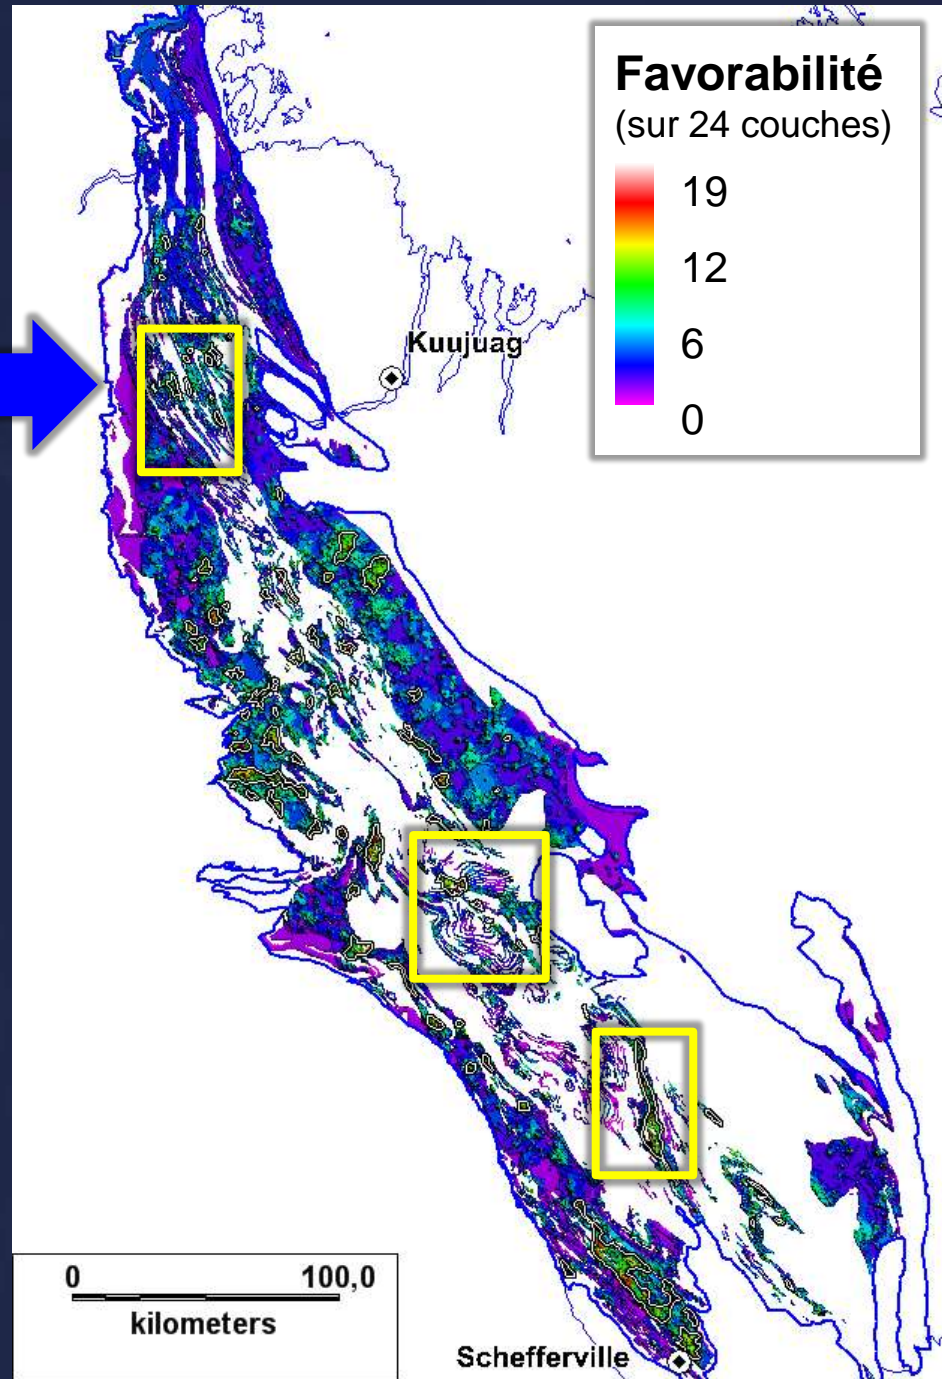 Favorabilité
(sur 24 couches)
19
12
6
0
Kuujuag
0 100,0
kilometers
Schefferville